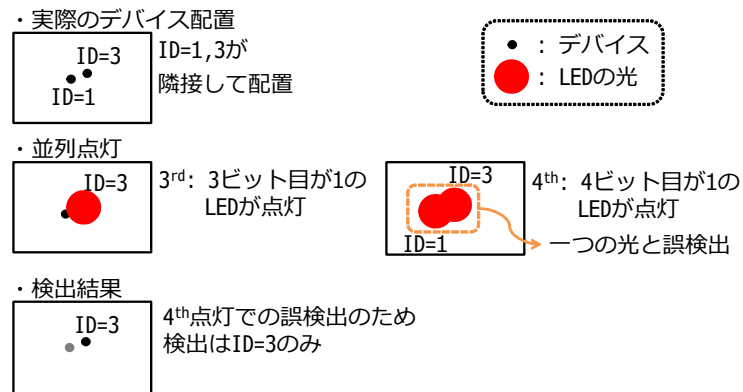 ・実際のデバイス配置
ID=3
ID=1
ID=1,3が
隣接して配置
: デバイス
: LEDの光
・並列点灯
ID=3
3rd: 3ビット目が1の
LEDが点灯
ID=3
ID=1
4th: 4ビット目が1の
LEDが点灯
一つの光と誤検出
・検出結果
ID=3
4th点灯での誤検出のため
検出はID=3のみ